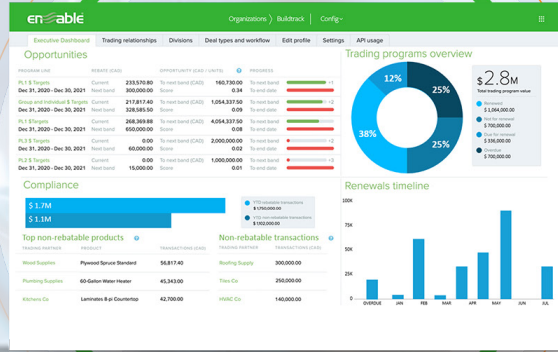 enable
Organizations > Buildtrack
Config
Executive Dashboard
Trading relationships
Divisions
Deal types and workflow
Edit profile
Settings
API usage
Opportunities
PROGRAM LINE REBATE (CAD) OPPORTUNITY (CAD / UNITS) PROGRESS
PL1 $ Targets Current 233,570.80 To next band (CAD) 160,730.00 To next band +1
Dec 31, 2020 - Dec 30, 2021 Next band 300,000.00 Score 0.34 To end date
Group and Individual $ Targets Current 217,817.40 To next band (CAD) 1,054,337.50 To next band +2
Dec 31, 2020 - Dec 30, 2021 Next band 328,585.50 Score 0.09 To end date
PL1 $Targets Current 268,369.88 To next band (CAD) 4,054,337.50 To next band
Dec 31, 2020 - Dec 30, 2021 Next band 650,000.00 Score 0.08 To end date
PL3 $ Targets Current 0.00 To next band (CAD) 2,000,000.00 To next band +2
Dec 31, 2020 - Dec 30, 2021 Next band 60,000.00 Score 0.02 To end date
PL2 $ Targets Current 0.00 To next band (CAD) 1,000,000.00 To next band +3
Dec 31, 2020 - Dec 30, 2021 Next band 15,000.00 Score 0.01 To end date
Trading programs overview
12%
25%
38%
25%
$2.8M
Total trading program value
Renewed
$ 1,064,000.00
Not for renewal
$ 700,000.00
Due for renewal
$ 336,000.00
Overdue
$ 700,000.00
Compliance
$ 1.7M
$ 1.1M
YTD rebatable transactions
$ 1,750,000.00
YTD non-rebatable transactions
$ 1,102,000.00
Top non-rebatable products
TRADING PARTNER PRODUCT TRANSACTIONS (CAD)
Wood Supplies Plywood Spruce Standard 56,817.40
Plumbing Supplies 60-Gallon Water Heater 45,343.00
Kitchens Co Laminates 8-pi Countertop 42,700.00
Non-rebatable transactions
TRADING PARTNER TRANSACTIONS (CAD)
Roofing Supply 300,000.00
Tiles Co 250,000.00
HVAC Co 140,000.00
Renewals timeline
100K
75K
50K
25K
0
OVERDUE JAN FEB MAR APR MAY JUN JUL